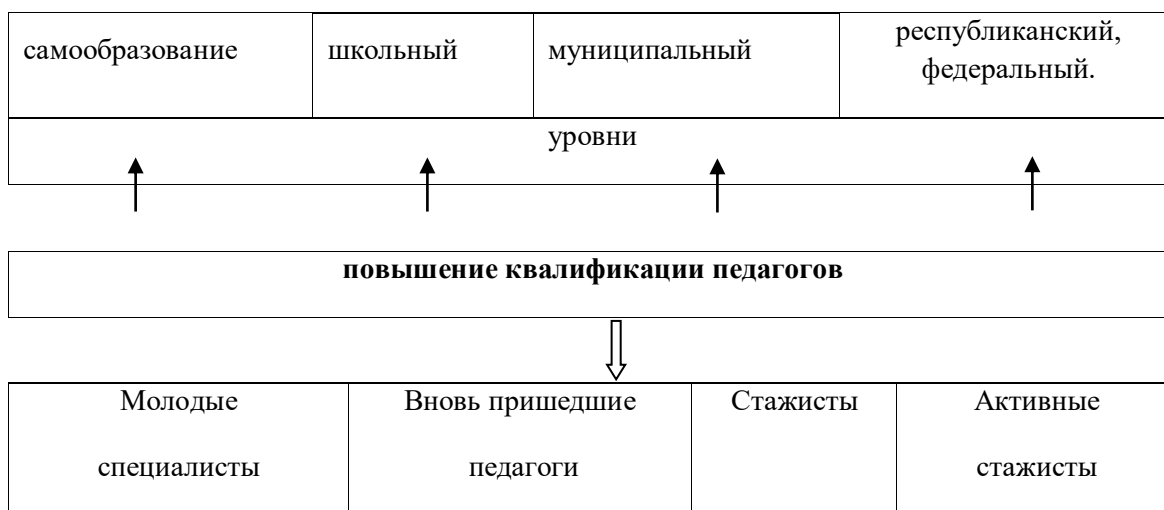 самообразование
школьный
муниципальный
республиканский,
федеральный.
уровни
повышение квалификации педагогов
Молодые
специалисты
Вновь пришедшие
педагоги
Стажисты
Активные
стажисты